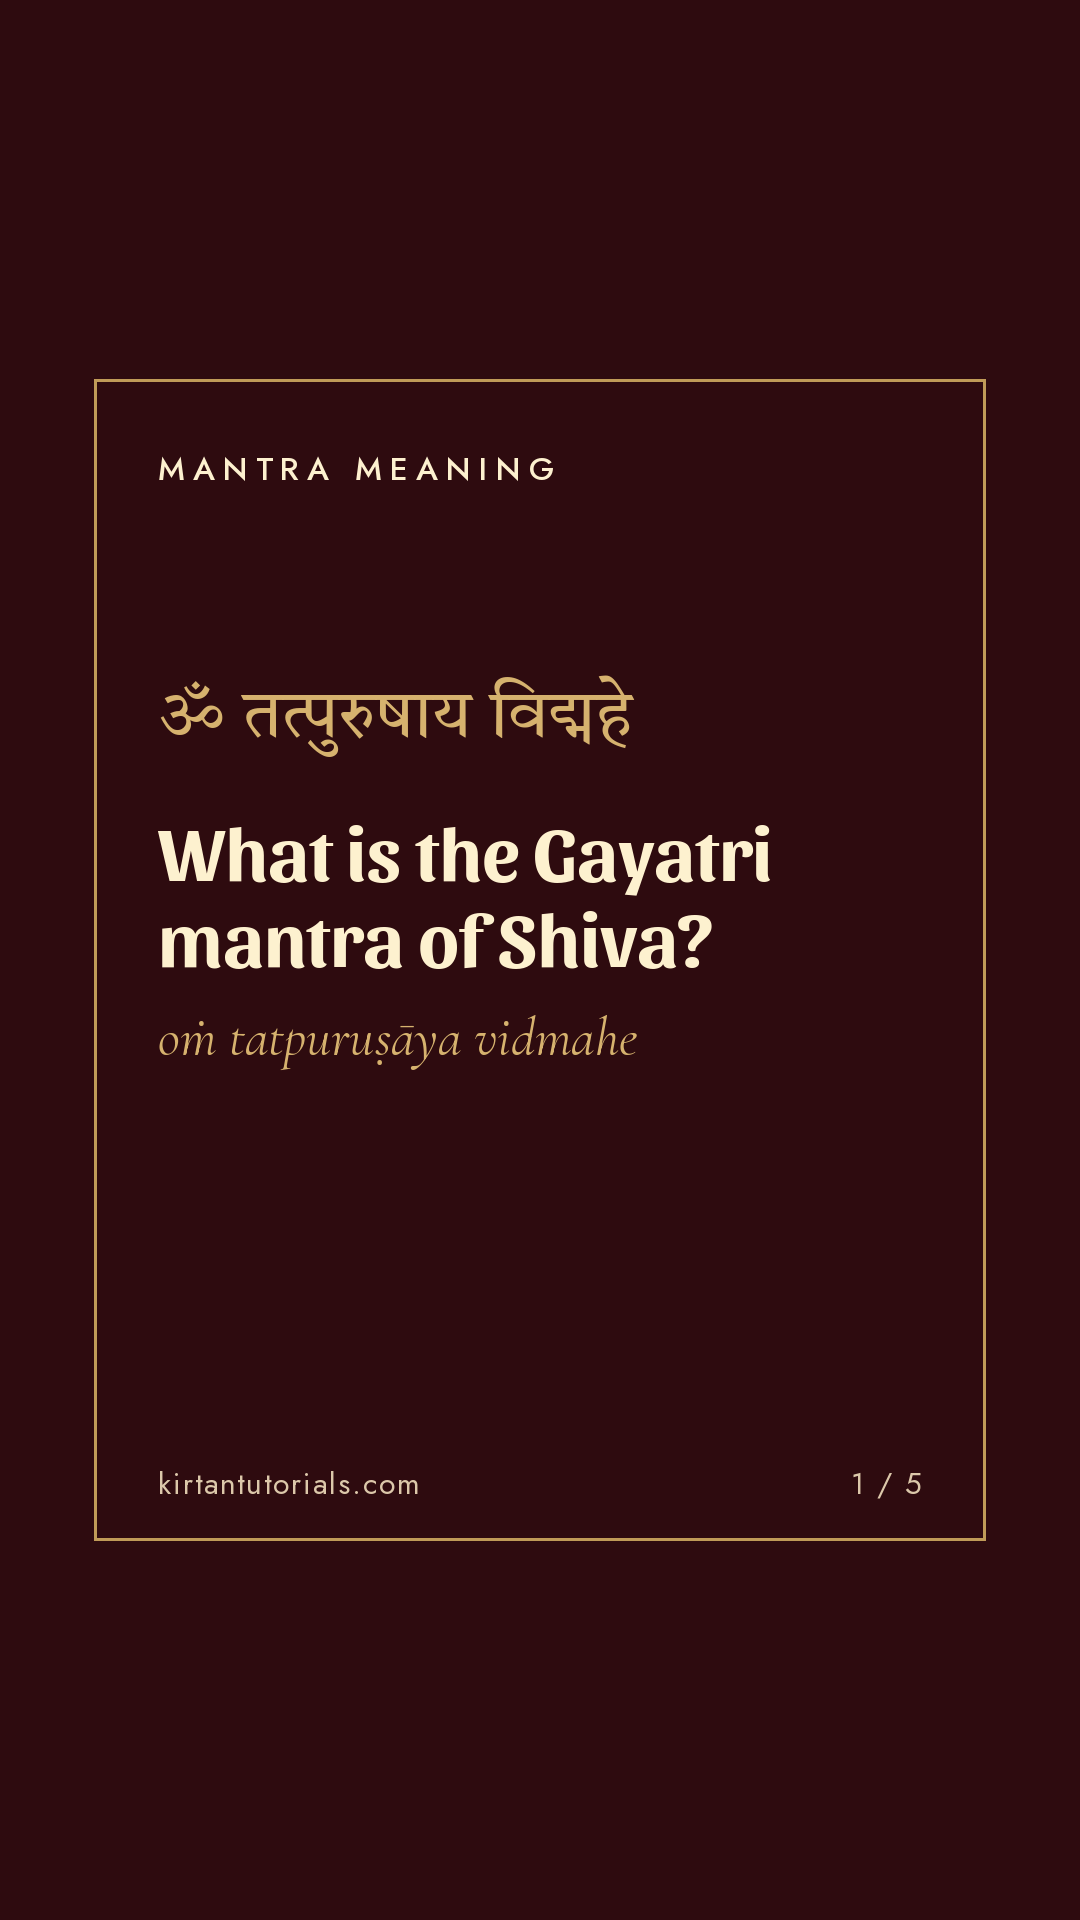 MANTRA MEANING
ॐ तत्पुरुषाय विद्महे
What is the Gayatri
mantra of Shiva?
oṁ tatpuruṣāya vidmahe
kirtantutorials.com
1 / 5